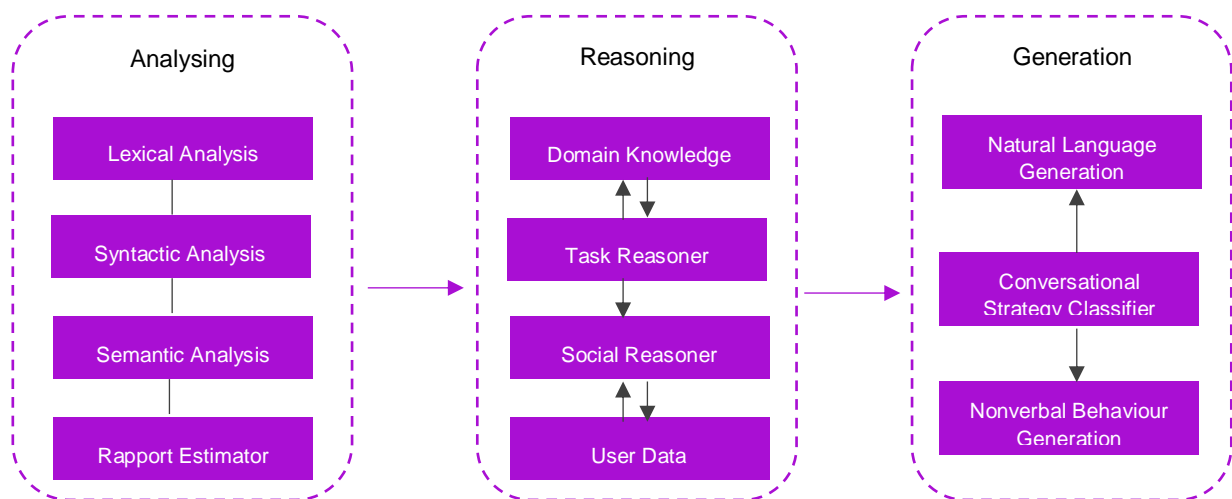 Analysing
Lexical Analysis
Syntactic Analysis
Semantic Analysis
Rapport Estimator
Reasoning
Domain Knowledge
Task Reasoner
Social Reasoner
User Data
Generation
Natural Language
Generation
Conversational
Strategy Classifier
Nonverbal Behaviour
Generation